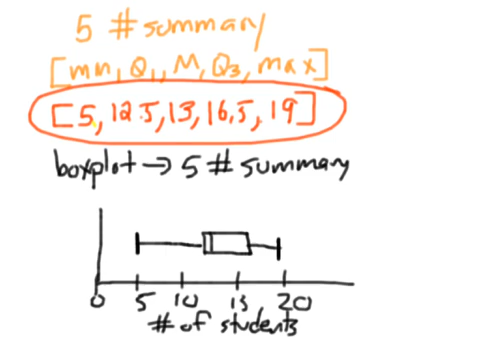 5 # summary
[mn, Q1, M, Q3, max]
[5, 12.5, 13, 16.5, 19]
boxplot → 5 # summary
0 5 10 15 20
# of students